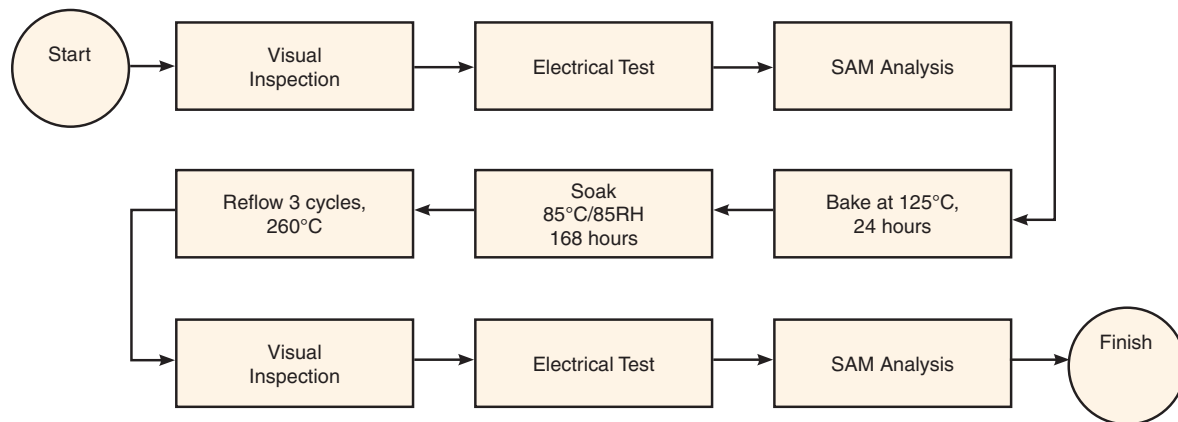 Start
Visual
Inspection
Electrical Test
SAM Analysis
Bake at 125°C,
24 hours
Soak
85°C/85RH
168 hours
Reflow 3 cycles,
260°C
Visual
Inspection
Electrical Test
SAM Analysis
Finish